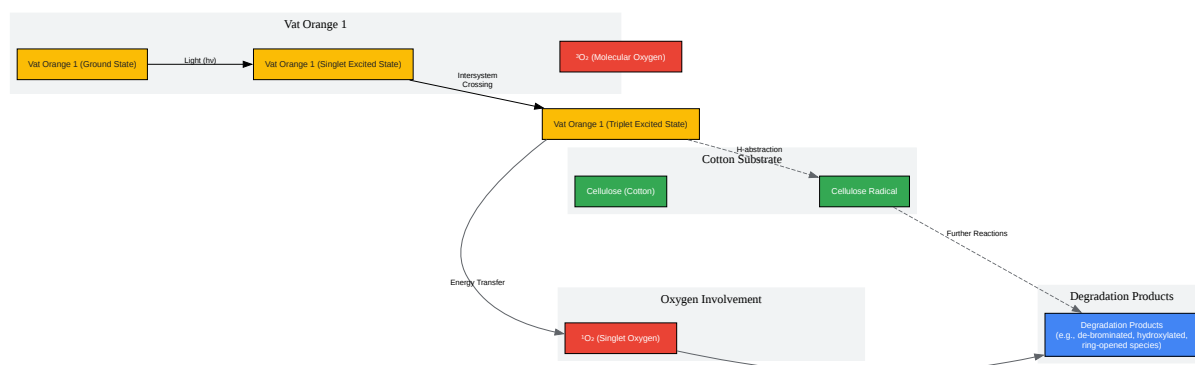 Vat Orange 1
Vat Orange 1 (Ground State)
Light (hν)
Vat Orange 1 (Singlet Excited State)
³O₂ (Molecular Oxygen)
Intersystem
Crossing
Vat Orange 1 (Triplet Excited State)
H-abstraction
Cotton Substrate
Cellulose (Cotton)
Cellulose Radical
Further Reactions
Energy Transfer
Oxygen Involvement
Degradation Products
¹O₂ (Singlet Oxygen)
Degradation Products
(e.g., de-brominated, hydroxylated,
ring-opened species)